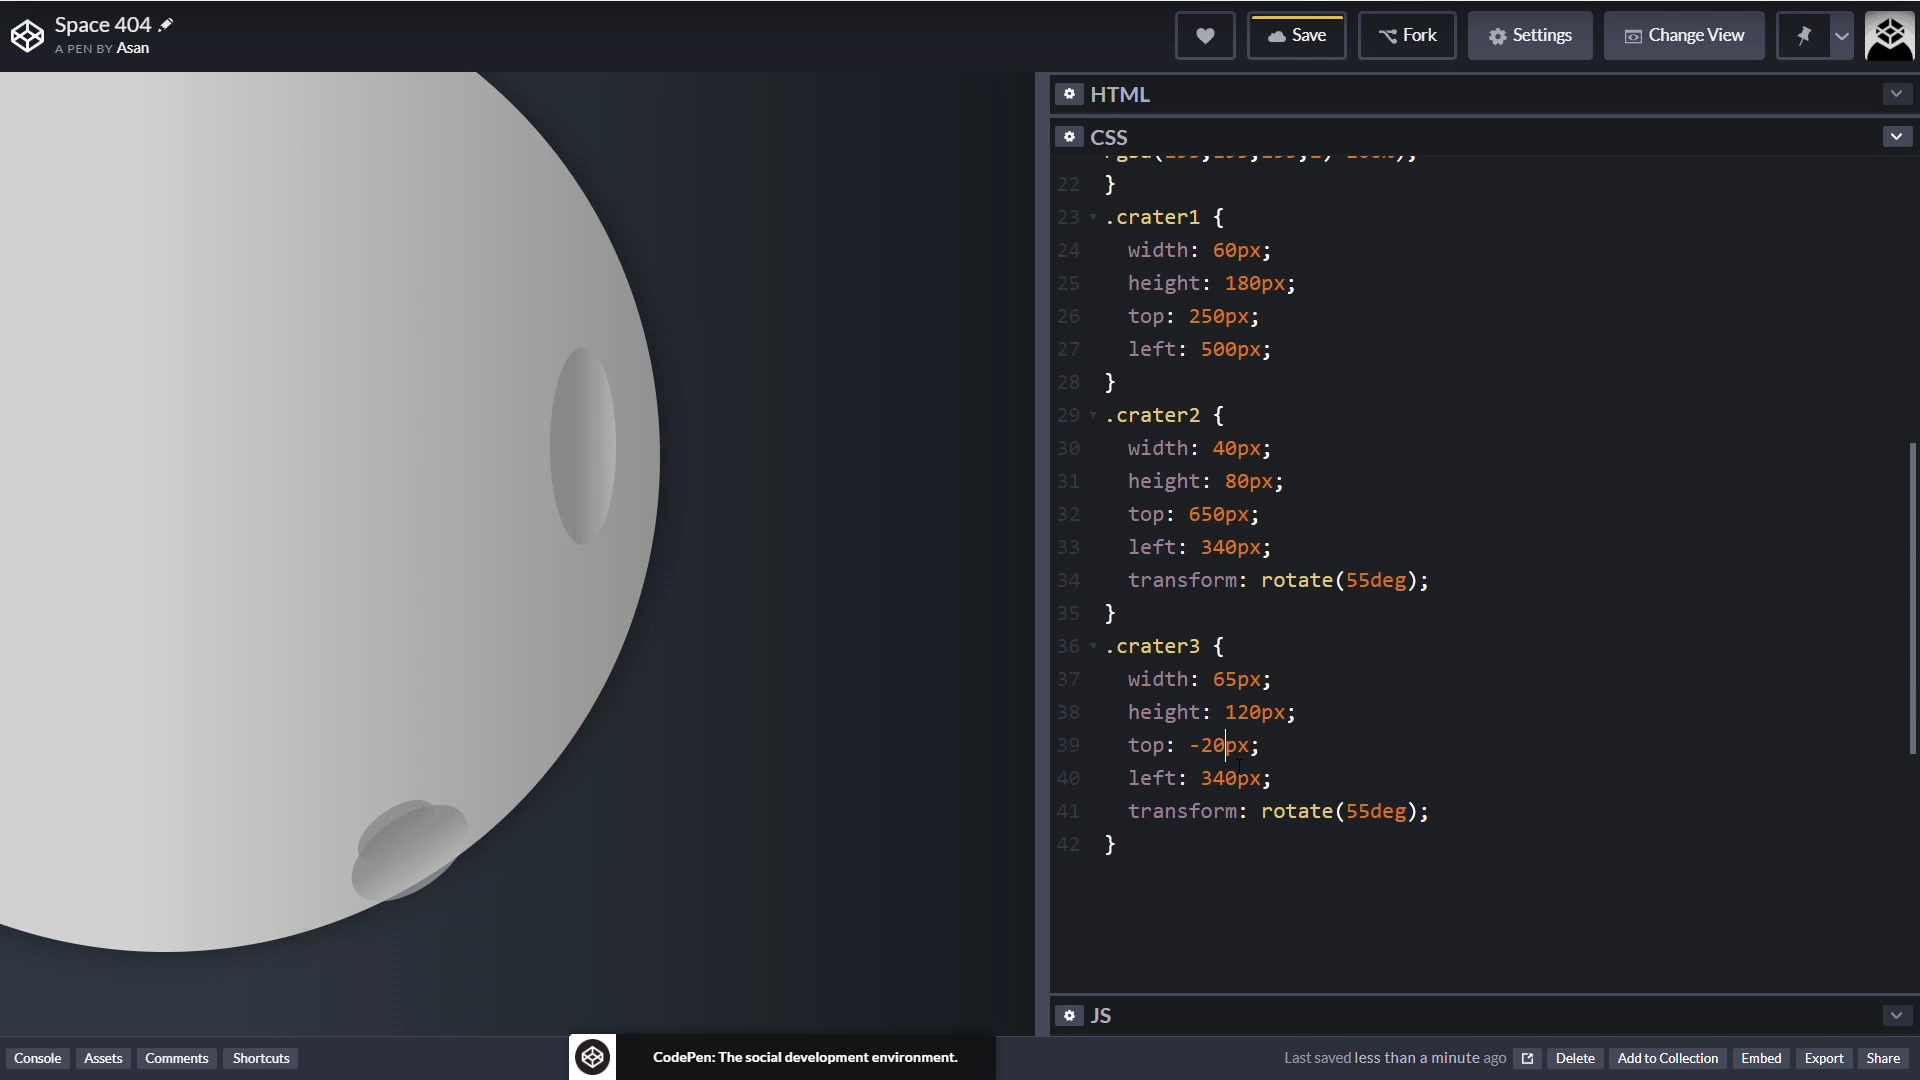 Space 404
A PEN BY Asan
Save
Fork
Settings
Change View
HTML
CSS
22 }
23 .crater1 {
24 width: 60px;
25 height: 180px;
26 top: 250px;
27 left: 500px;
28 }
29 .crater2 {
30 width: 40px;
31 height: 80px;
32 top: 650px;
33 left: 340px;
34 transform: rotate(55deg);
35 }
36 .crater3 {
37 width: 65px;
38 height: 120px;
39 top: -20px;
40 left: 340px;
41 transform: rotate(55deg);
42 }
JS
Console
Assets
Comments
Shortcuts
CodePen: The social development environment.
Last saved less than a minute ago
Delete
Add to Collection
Embed
Export
Share